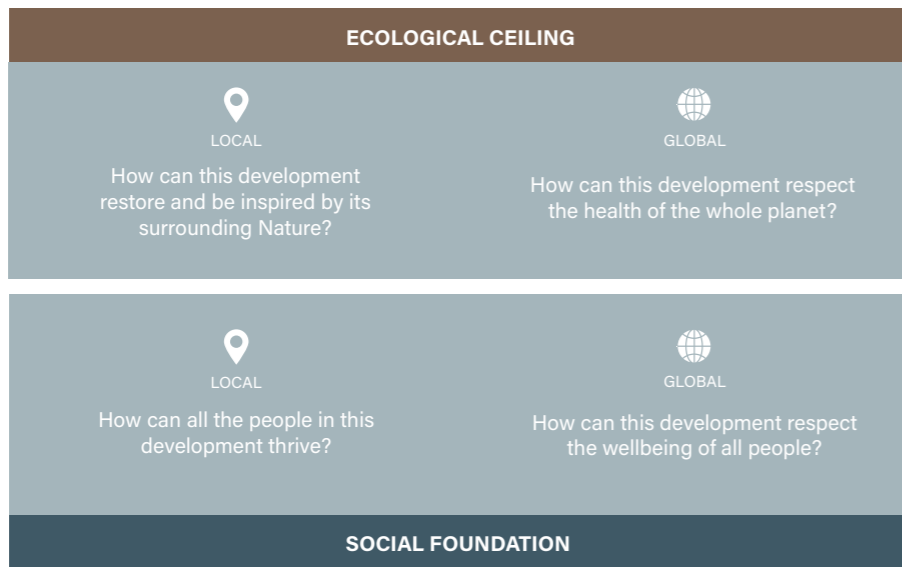 ECOLOGICAL CEILING
LOCAL
How can this development
restore and be inspired by its
surrounding Nature?
GLOBAL
How can this development respect
the health of the whole planet?
LOCAL
How can all the people in this
development thrive?
GLOBAL
How can this development respect
the wellbeing of all people?
SOCIAL FOUNDATION